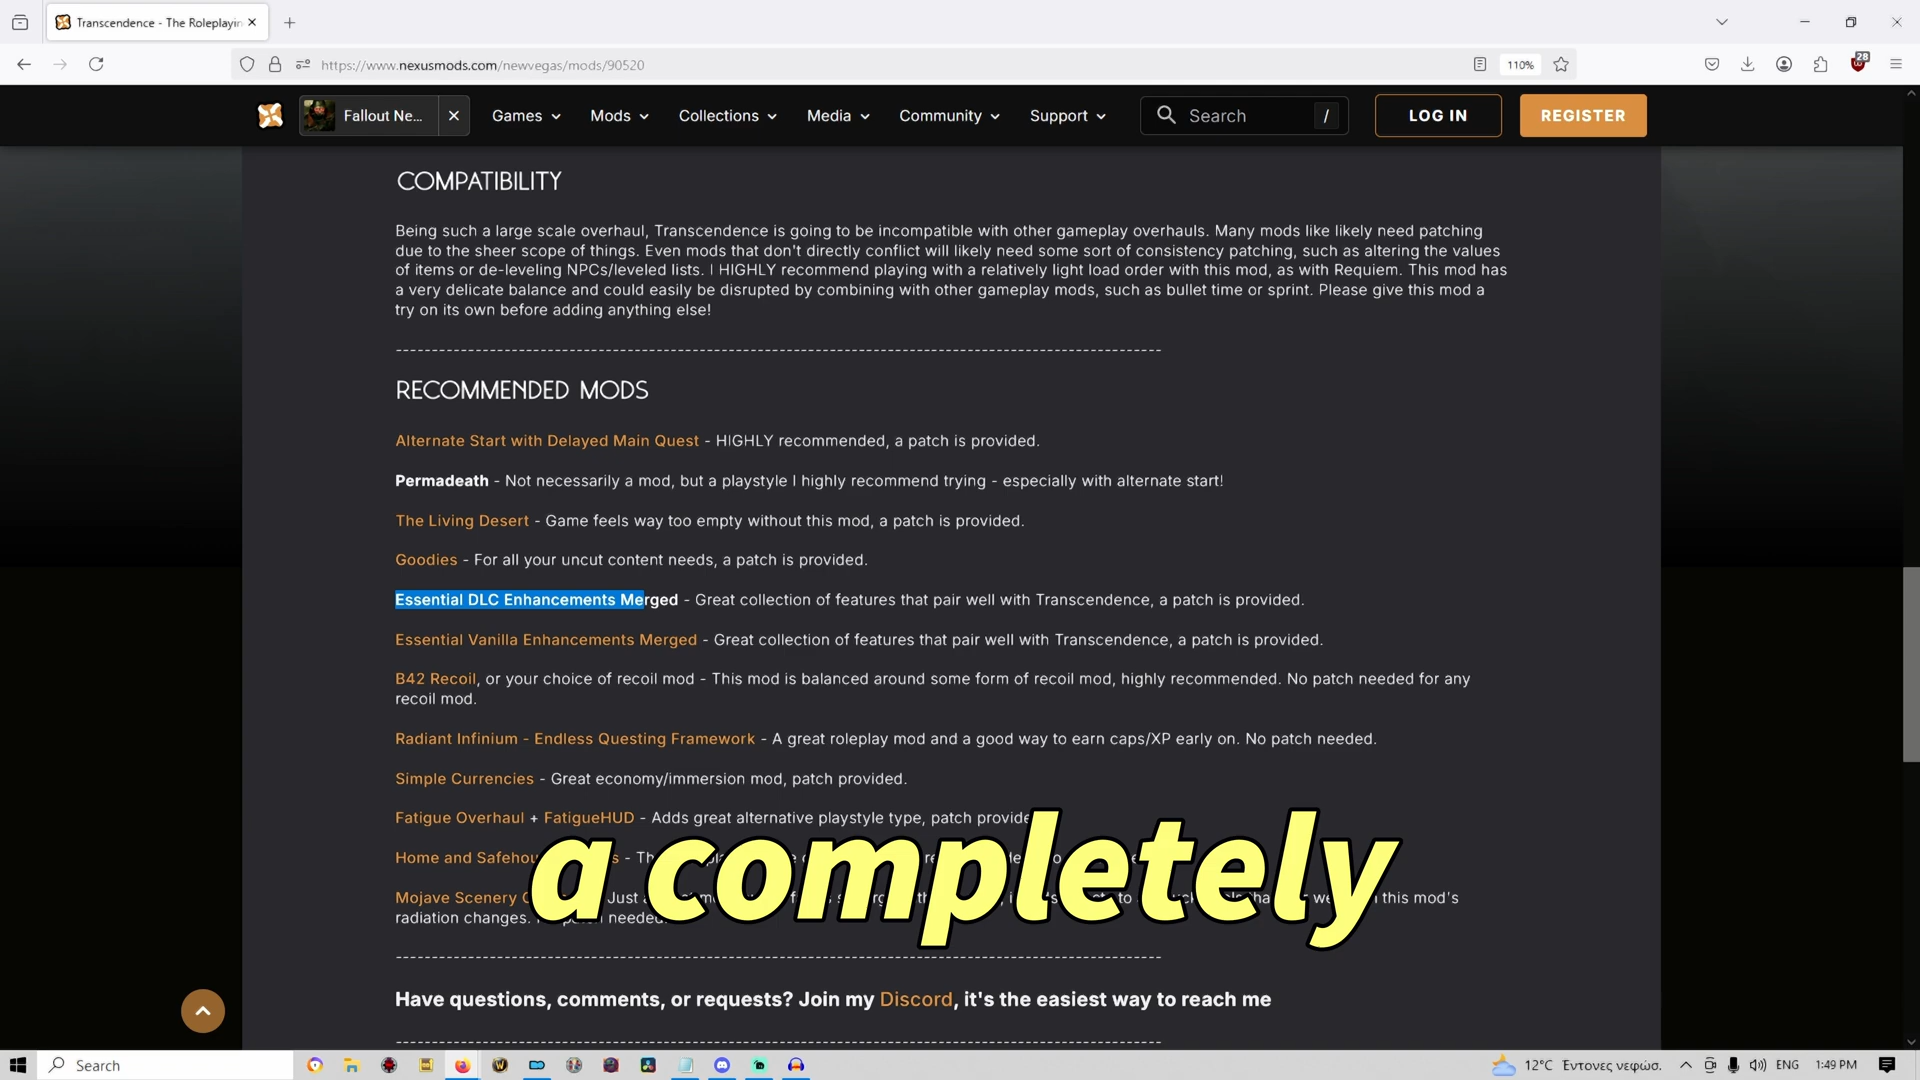 Transcendence - The Roleplayin
https://www.nexusmods.com/newvegas/mods/90520
110%
28
Fallout Ne...
Games
Mods
Collections
Media
Community
Support
Search
/
LOG IN
REGISTER
COMPATIBILITY
Being such a large scale overhaul, Transcendence is going to be incompatible with other gameplay overhauls. Many mods like likely need patching
due to the sheer scope of things. Even mods that don't directly conflict will likely need some sort of consistency patching, such as altering the values
of items or de-leveling NPCs/leveled lists. I HIGHLY recommend playing with a relatively light load order with this mod, as with Requiem. This mod has
a very delicate balance and could easily be disrupted by combining with other gameplay mods, such as bullet time or sprint. Please give this mod a
try on its own before adding anything else!
RECOMMENDED MODS
Alternate Start with Delayed Main Quest - HIGHLY recommended, a patch is provided.
Permadeath - Not necessarily a mod, but a playstyle I highly recommend trying - especially with alternate start!
The Living Desert - Game feels way too empty without this mod, a patch is provided.
Goodies - For all your uncut content needs, a patch is provided.
Essential DLC Enhancements Merged - Great collection of features that pair well with Transcendence, a patch is provided.
Essential Vanilla Enhancements Merged - Great collection of features that pair well with Transcendence, a patch is provided.
B42 Recoil, or your choice of recoil mod - This mod is balanced around some form of recoil mod, highly recommended. No patch needed for any
recoil mod.
Radiant Infinium - Endless Questing Framework - A great roleplay mod and a good way to earn caps/XP early on. No patch needed.
Simple Currencies - Great economy/immersion mod, patch provided.
Fatigue Overhaul + FatigueHUD - Adds great alternative playstyle type, patch
Home and
a completely
Mojave Scenery this mod's
radiation changes. needed.
Have questions, comments, or requests? Join my Discord, it's the easiest way to reach me
Search
12°C Έντονες νεφώσ.
ENG
1:49 PM